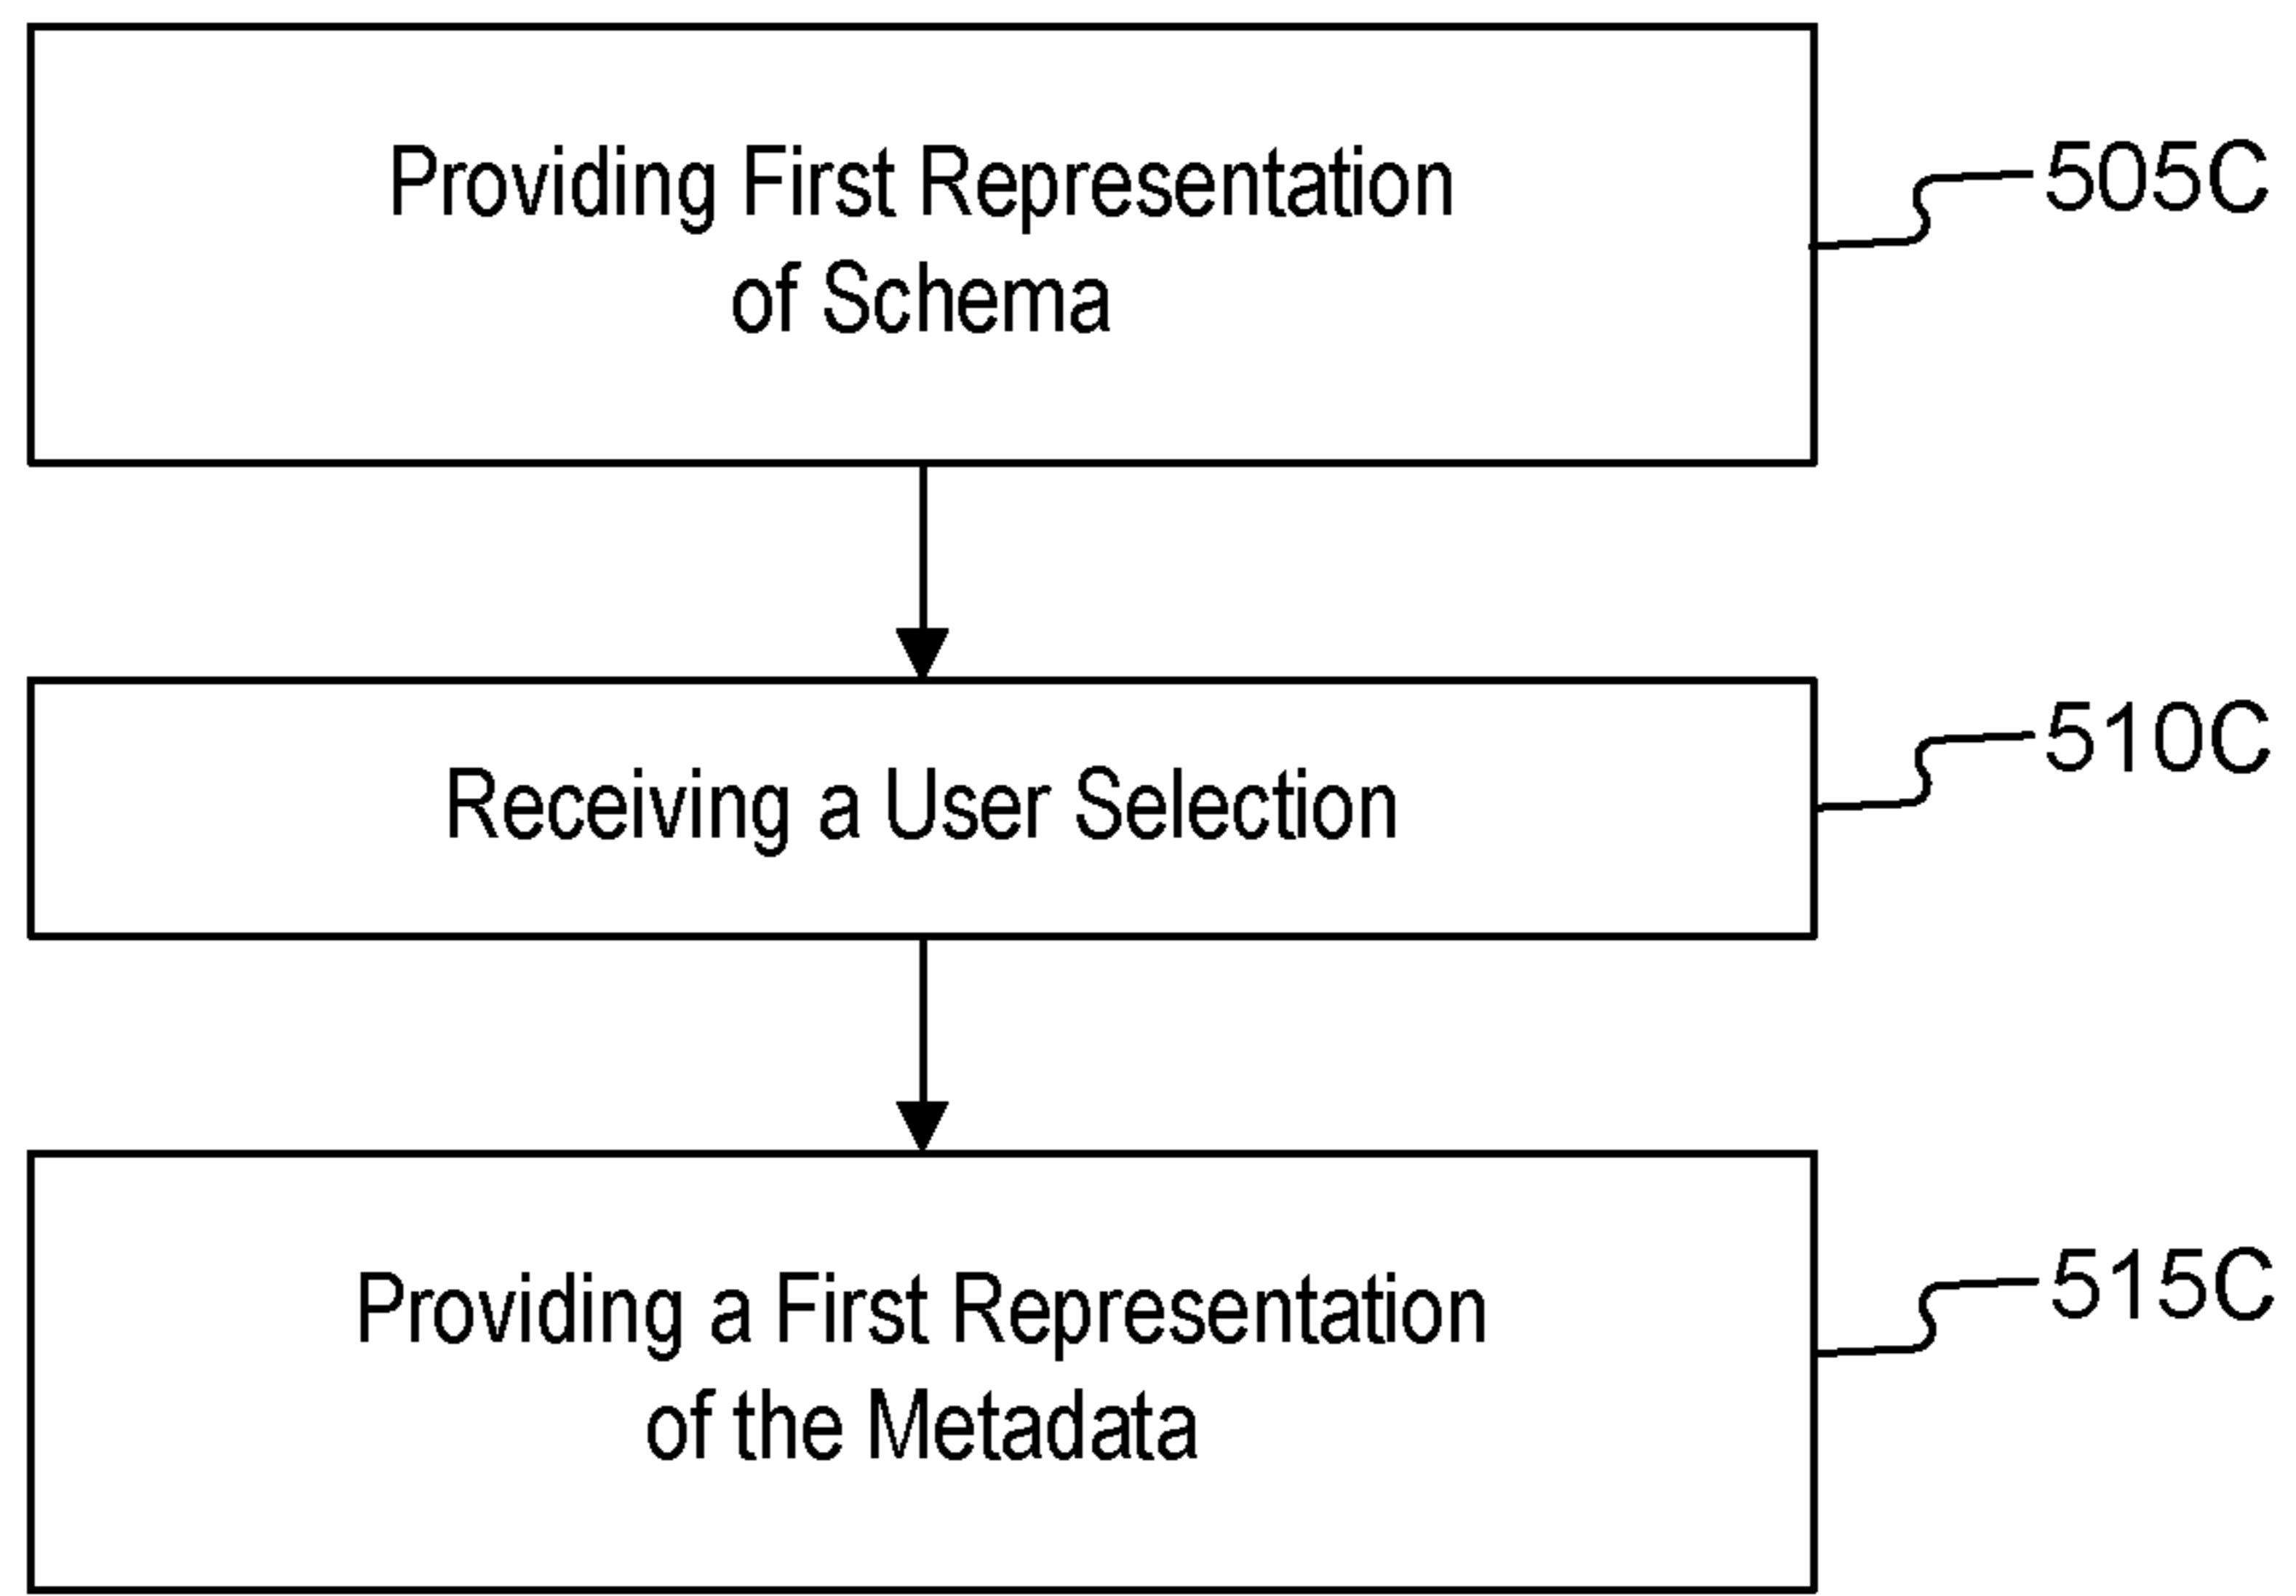 Providing First Representation
of Schema
505C
Receiving a User Selection
510C
Providing a First Representation
of the Metadata
515C